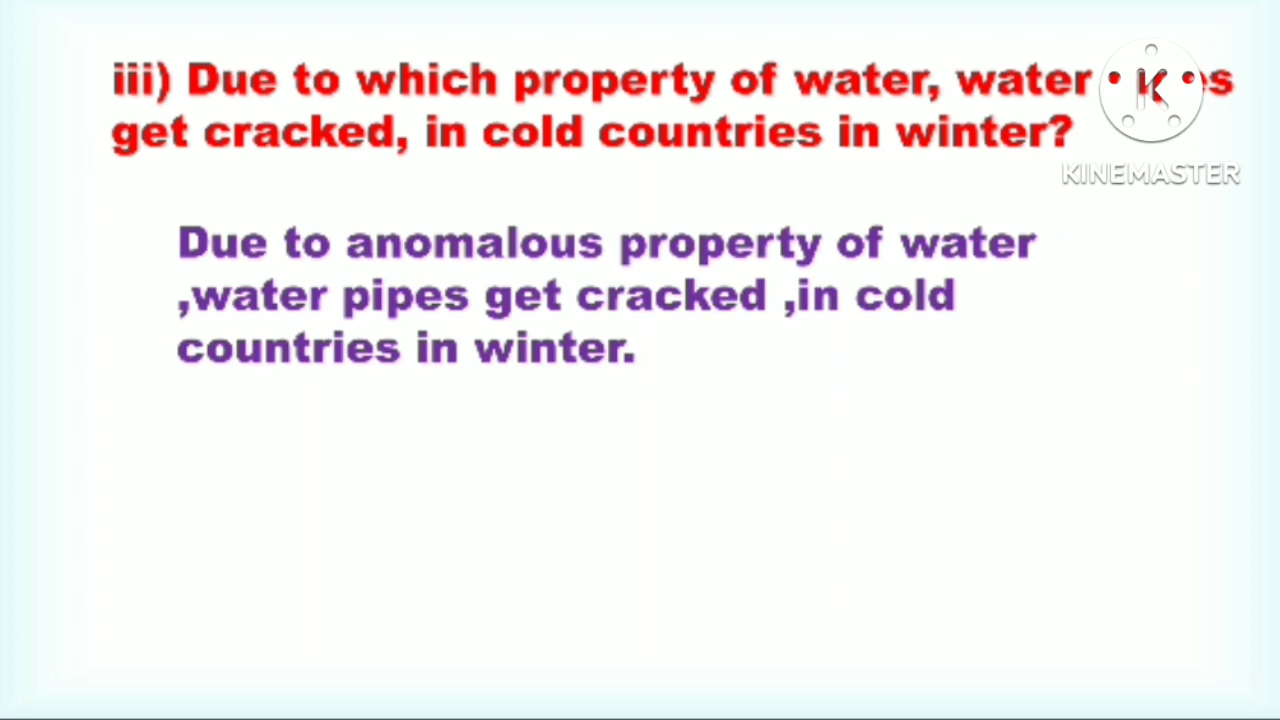 iii) Due to which property of water, water
get cracked, in cold countries in winter?
K
KINEMASTER
Due to anomalous property of water
,water pipes get cracked ,in cold
countries in winter.